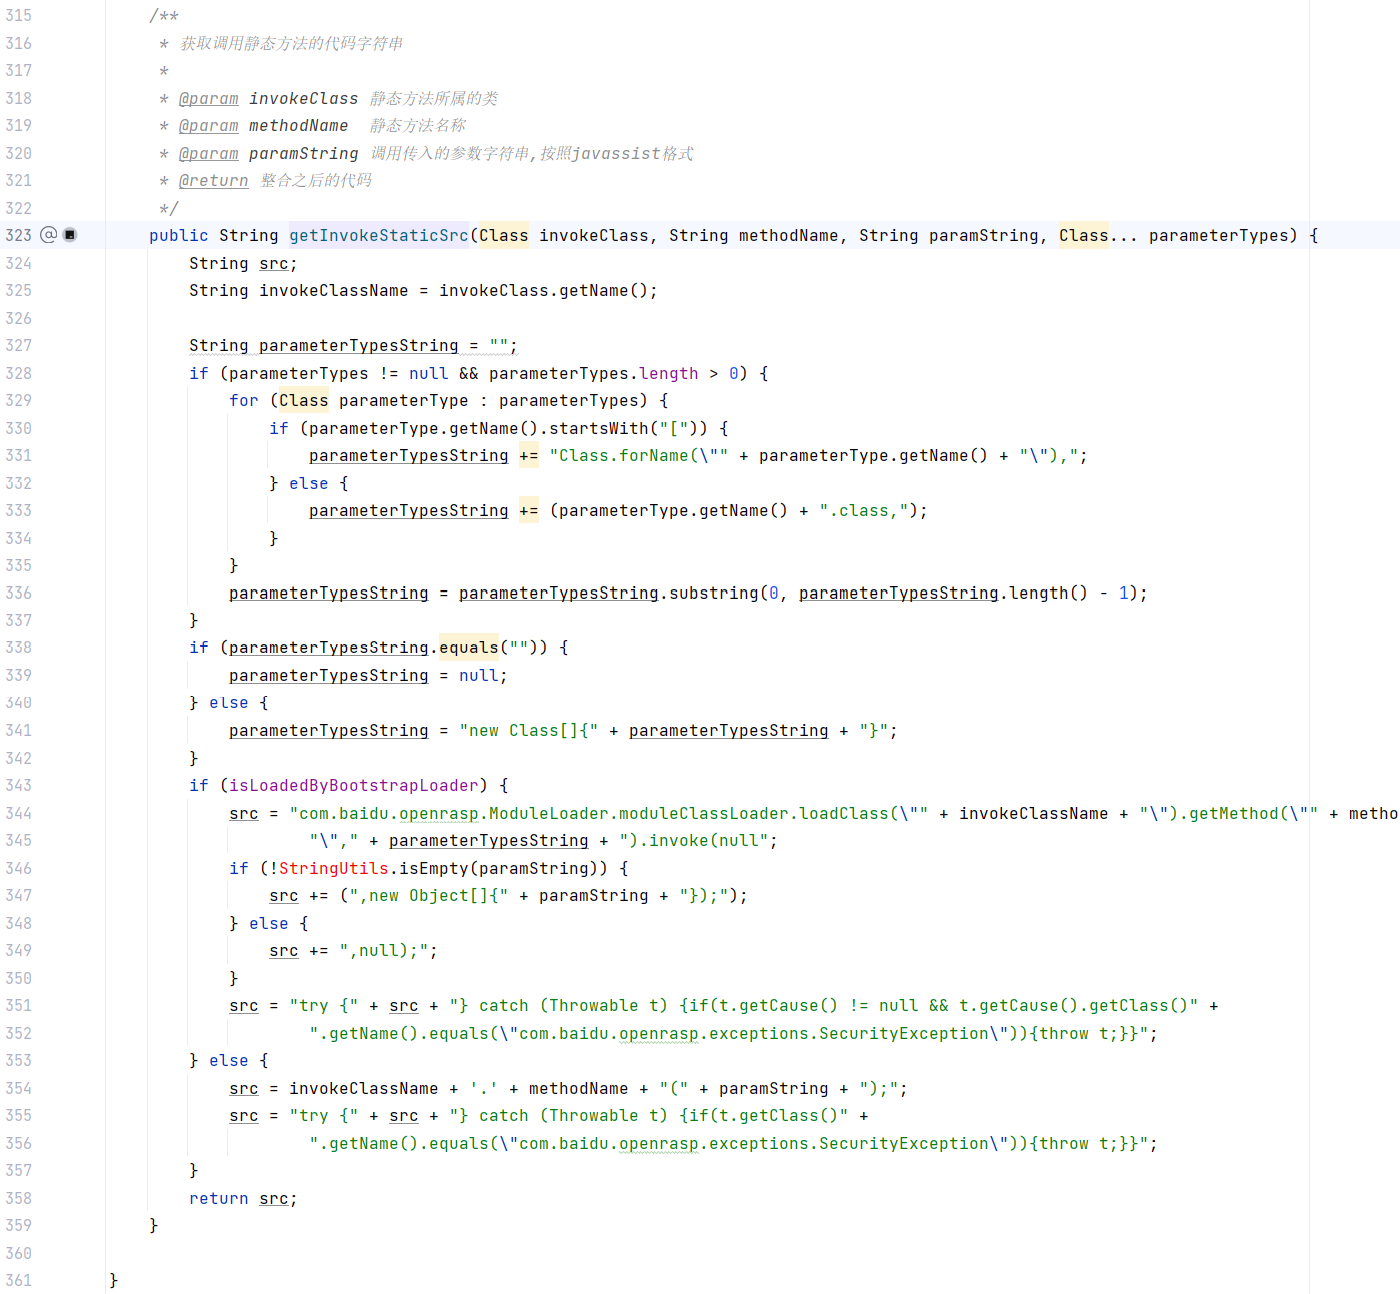 315 /**
316 * 获取调用静态方法的代码字符串
317 *
318 * @param invokeClass 静态方法所属的类
319 * @param methodName  静态方法名称
320 * @param paramString 调用传入的参数字符串,按照javassist格式
321 * @return 整合之后的代码
322 */
323 @ public String getInvokeStaticSrc(Class invokeClass, String methodName, String paramString, Class... parameterTypes) {
324 String src;
325 String invokeClassName = invokeClass.getName();
326
327 String parameterTypesString = "";
328 if (parameterTypes != null && parameterTypes.length > 0) {
329 for (Class parameterType : parameterTypes) {
330 if (parameterType.getName().startsWith("[")) {
331 parameterTypesString += "Class.forName(\"" + parameterType.getName() + "\"),";
332 } else {
333 parameterTypesString += (parameterType.getName() + ".class,");
334 }
335 }
336 parameterTypesString = parameterTypesString.substring(0, parameterTypesString.length() - 1);
337 }
338 if (parameterTypesString.equals("")) {
339 parameterTypesString = null;
340 } else {
341 parameterTypesString = "new Class[]{" + parameterTypesString + "}";
342 }
343 if (isLoadedByBootstrapLoader) {
344 src = "com.baidu.openrasp.ModuleLoader.moduleClassLoader.loadClass(\"" + invokeClassName + "\").getMethod(\"" + metho
345 "\"," + parameterTypesString + ").invoke(null";
346 if (!StringUtils.isEmpty(paramString)) {
347 src += (",new Object[]{" + paramString + "});");
348 } else {
349 src += ",null);";
350 }
351 src = "try {" + src + "} catch (Throwable t) {if(t.getCause() != null && t.getCause().getClass()" +
352 ".getName().equals(\"com.baidu.openrasp.exceptions.SecurityException\")){throw t;}}";
353 } else {
354 src = invokeClassName + '.' + methodName + "(" + paramString + ");";
355 src = "try {" + src + "} catch (Throwable t) {if(t.getClass()" +
356 ".getName().equals(\"com.baidu.openrasp.exceptions.SecurityException\")){throw t;}}";
357 }
358 return src;
359 }
360
361 }